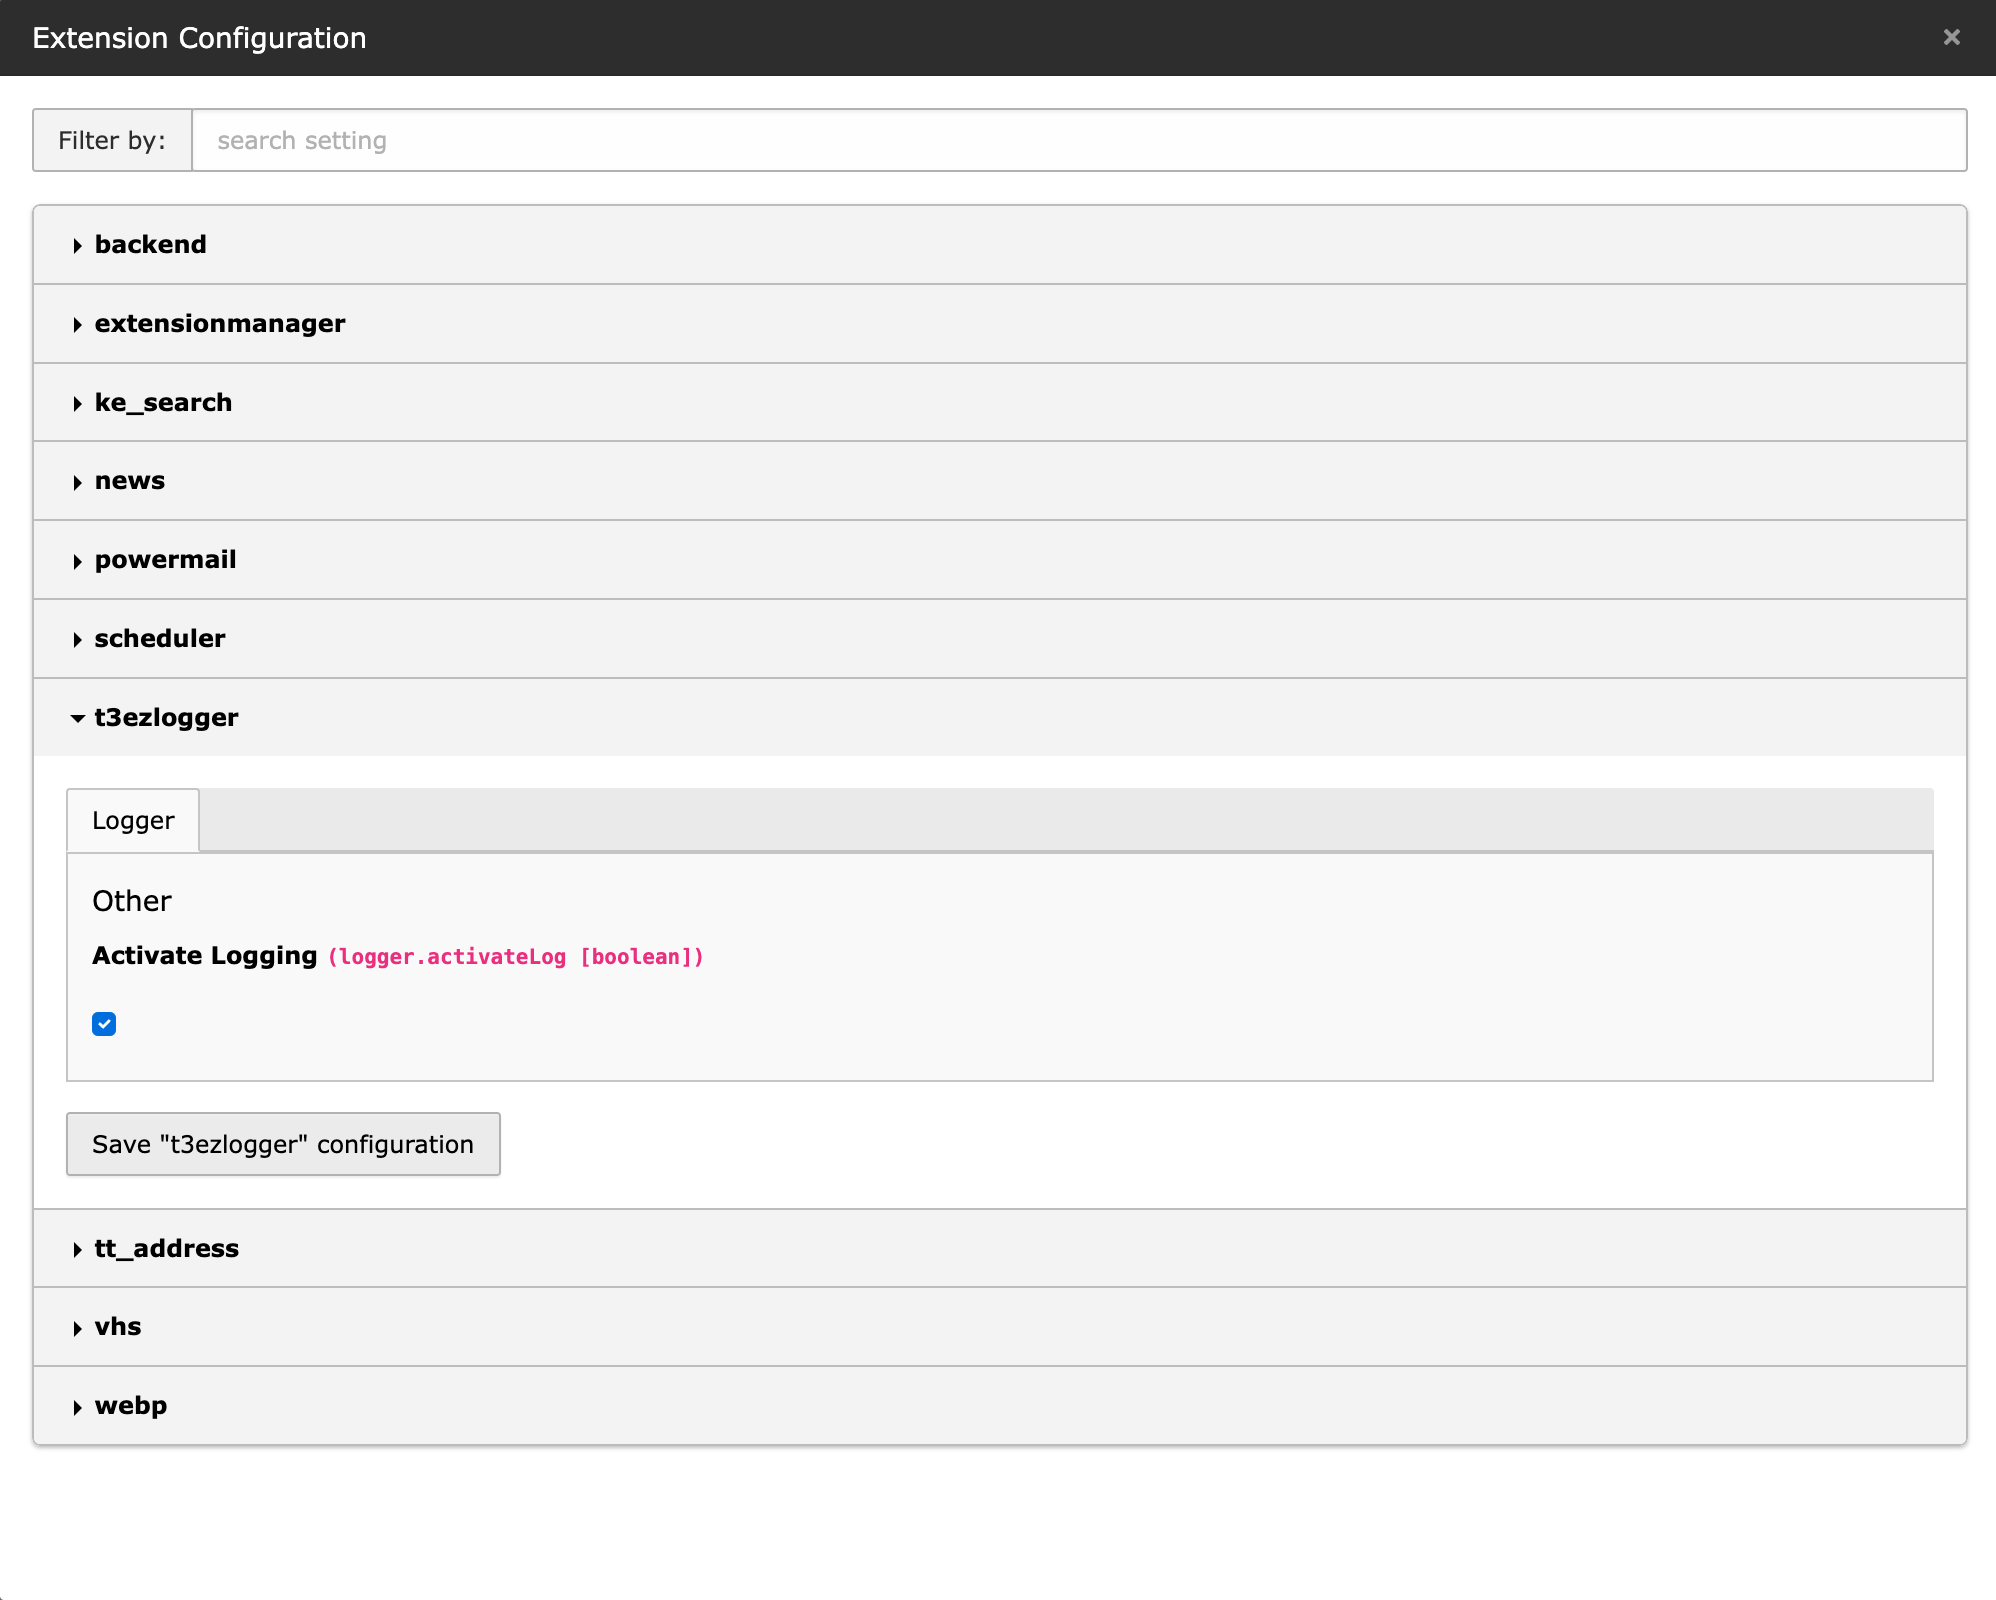 Extension Configuration
Filter by: search setting
backend
extensionmanager
ke_search
news
powermail
scheduler
t3ezlogger
Logger
Other
Activate Logging (logger.activateLog [boolean])
Save "t3ezlogger" configuration
tt_address
vhs
webp